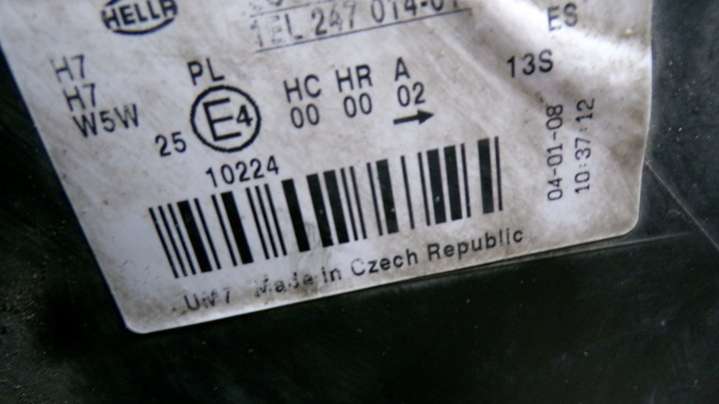 HELLA
1EL 247 014-01
ES
H7
H7
W5W
PL
25
E4
HC HR A
00 00 02
13S
10224
04-01-08
10:37:12
Made in Czech Republic